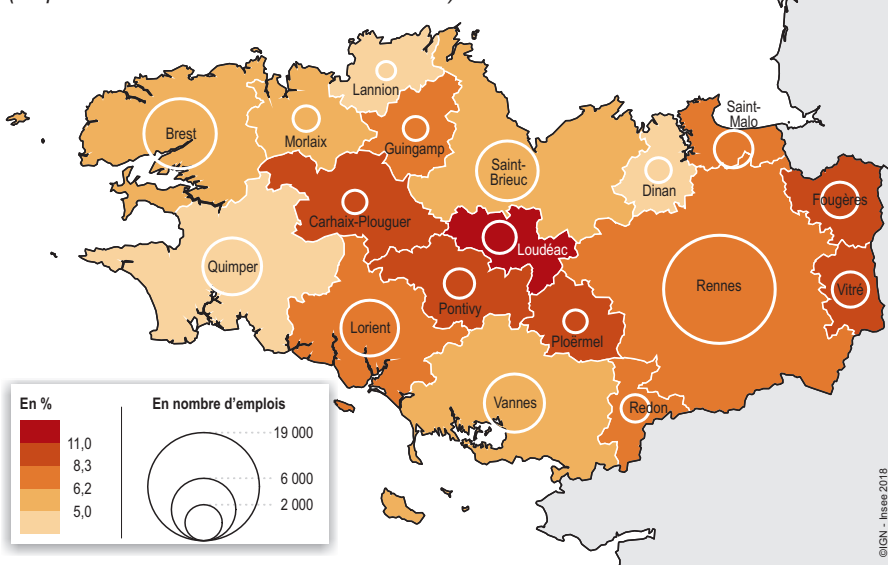 Lannion
Saint-
Malo
Brest
Morlaix
Guingamp
Saint-
Brieuc
Dinan
Fougères
Carhaix-Plouguer
Loudéac
Quimper
Rennes
Vitré
Pontivy
Lorient
Ploërmel
Vannes
Redon
En %
11,0
8,3
6,2
5,0
En nombre d'emplois
19 000
6 000
2 000
©IGN - Insee 2018